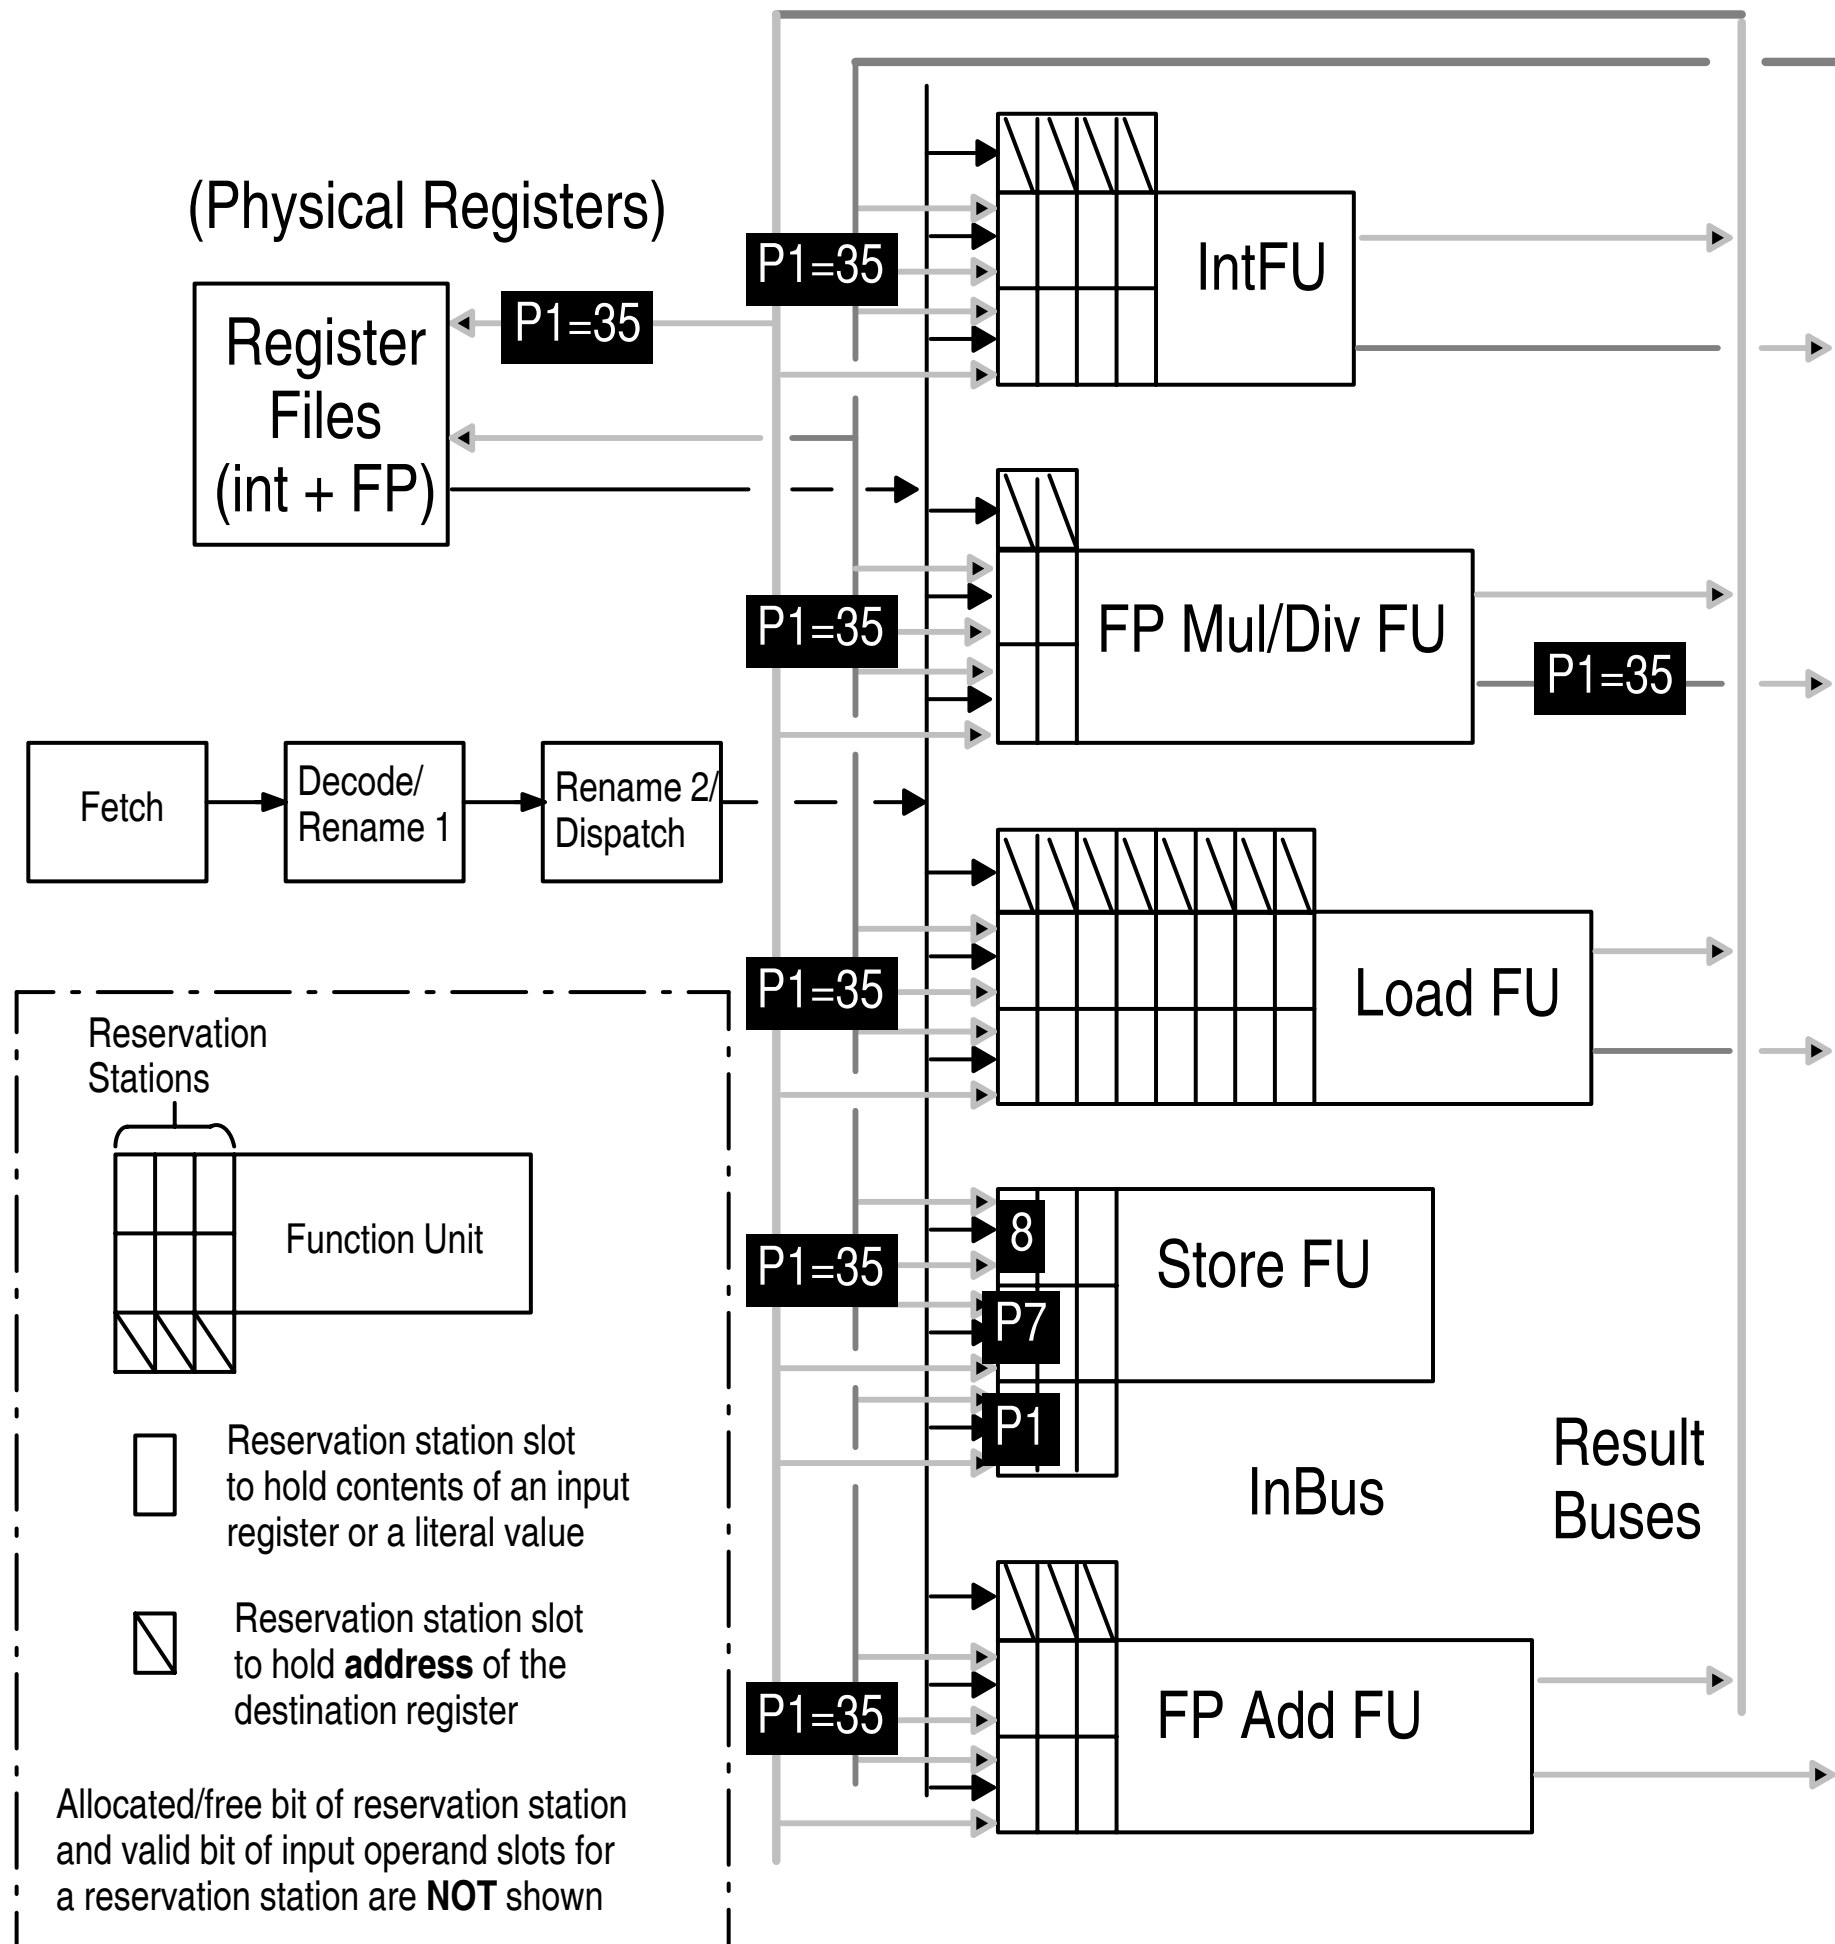 (Physical Registers)
P1=35
IntFU
Register
Files
(int + FP)
P1=35
P1=35
FP Mul/Div FU
P1=35
Fetch
Decode/
Rename 1
Rename 2/
Dispatch
P1=35
Load FU
Reservation
Stations
Function Unit
P1=35
8
P7
P1
Store FU
Reservation station slot
to hold contents of an input
register or a literal value
InBus
Result
Buses
Reservation station slot
to hold address of the
destination register
P1=35
FP Add FU
Allocated/free bit of reservation station
and valid bit of input operand slots for
a reservation station are NOT shown